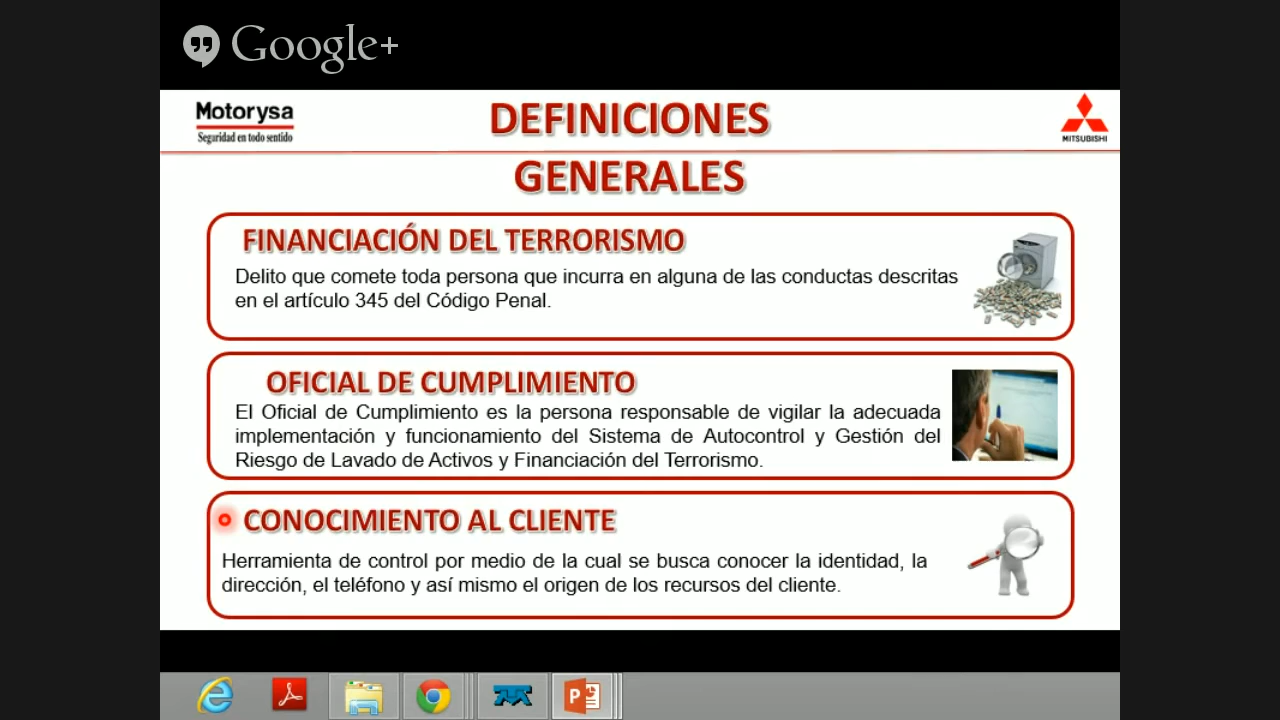 Google+
Motorysa
Seguridad en todo sentido
DEFINICIONES
GENERALES
MITSUBISHI
FINANCIACIÓN DEL TERRORISMO
Delito que comete toda persona que incurra en alguna de las conductas descritas
en el artículo 345 del Código Penal.
OFICIAL DE CUMPLIMIENTO
El Oficial de Cumplimiento es la persona responsable de vigilar la adecuada
implementación y funcionamiento del Sistema de Autocontrol y Gestión del
Riesgo de Lavado de Activos y Financiación del Terrorismo.
CONOCIMIENTO AL CLIENTE
Herramienta de control por medio de la cual se busca conocer la identidad, la
dirección, el teléfono y así mismo el origen de los recursos del cliente.